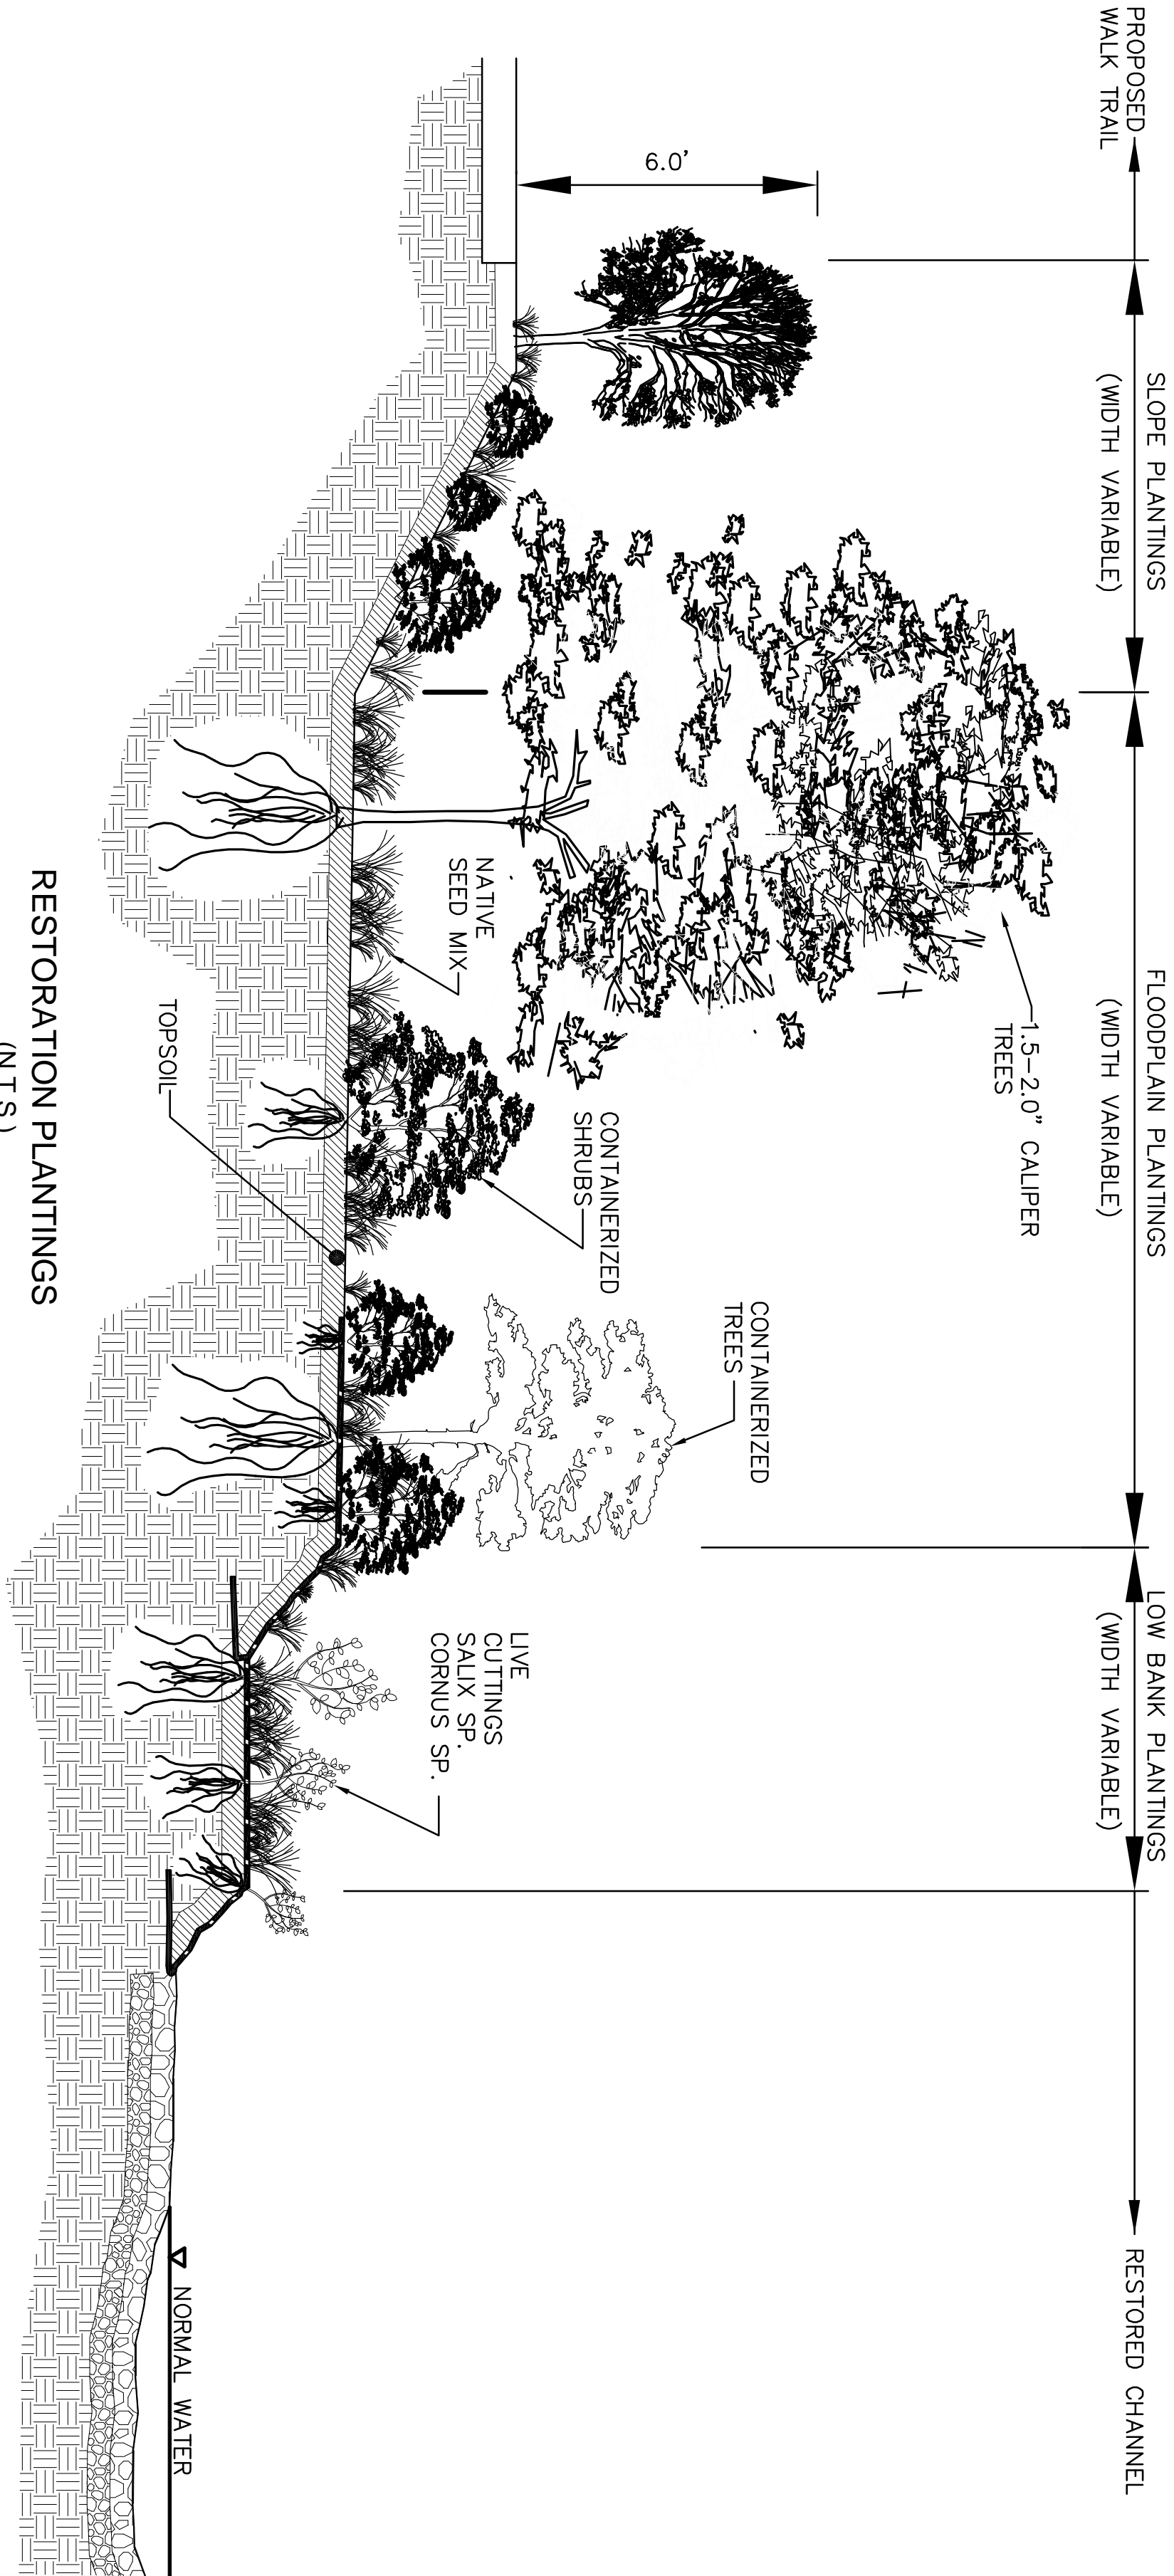 PROPOSED
WALK TRAIL
SLOPE PLANTINGS
(WIDTH VARIABLE)
FLOODPLAIN PLANTINGS
(WIDTH VARIABLE)
LOW BANK PLANTINGS
(WIDTH VARIABLE)
RESTORED CHANNEL
6.0'
1.5-2.0" CALIPER
TREES
CONTAINERIZED
TREES
CONTAINERIZED
SHRUBS
NATIVE
SEED MIX
LIVE
CUTTINGS
SALIX SP.
CORNUS SP.
TOPSOIL
NORMAL WATER
RESTORATION PLANTINGS
(N.T.S.)